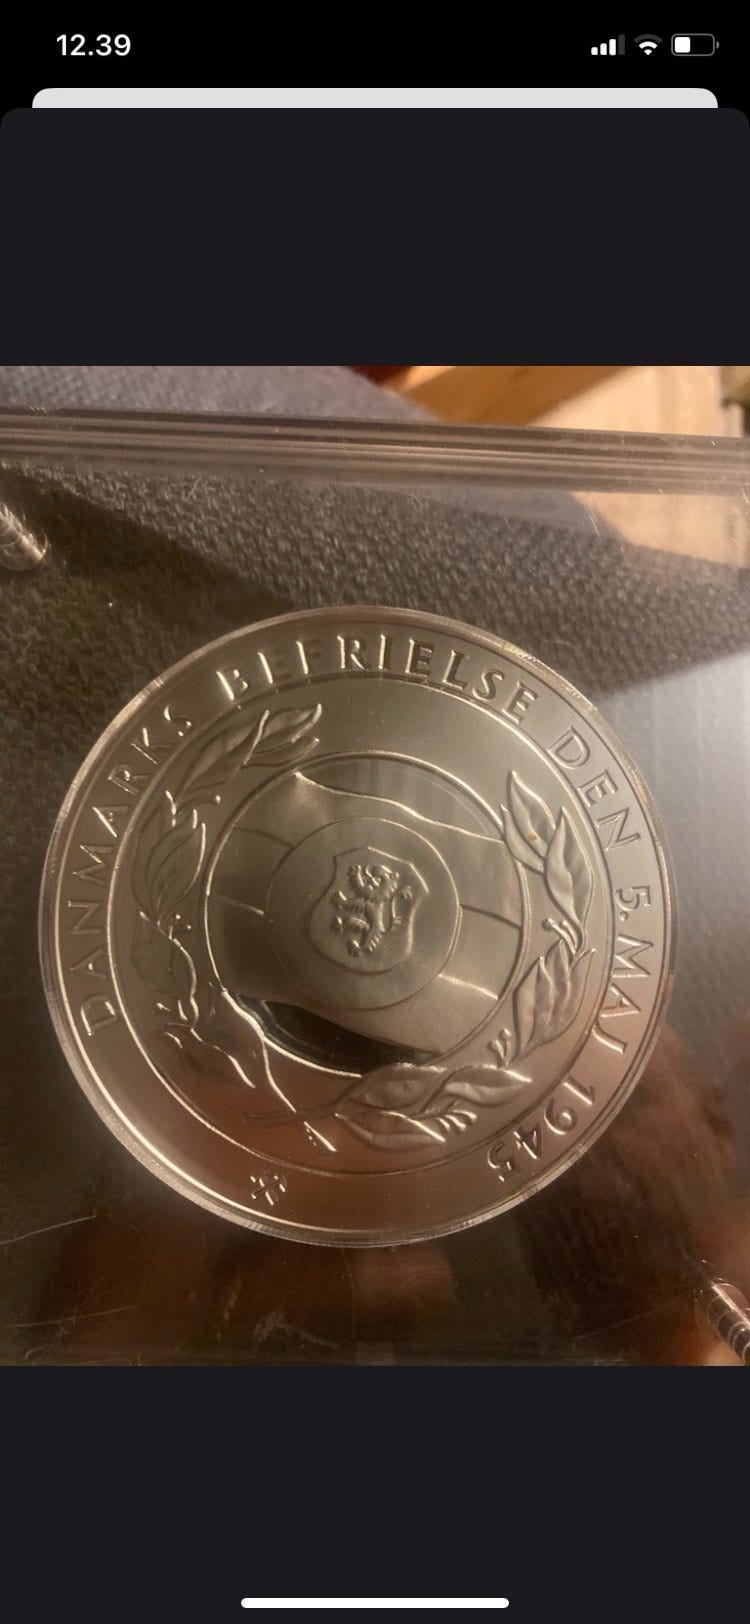 12.39
DANMARKS BEFRIELSE DEN 5. MAJ 1945